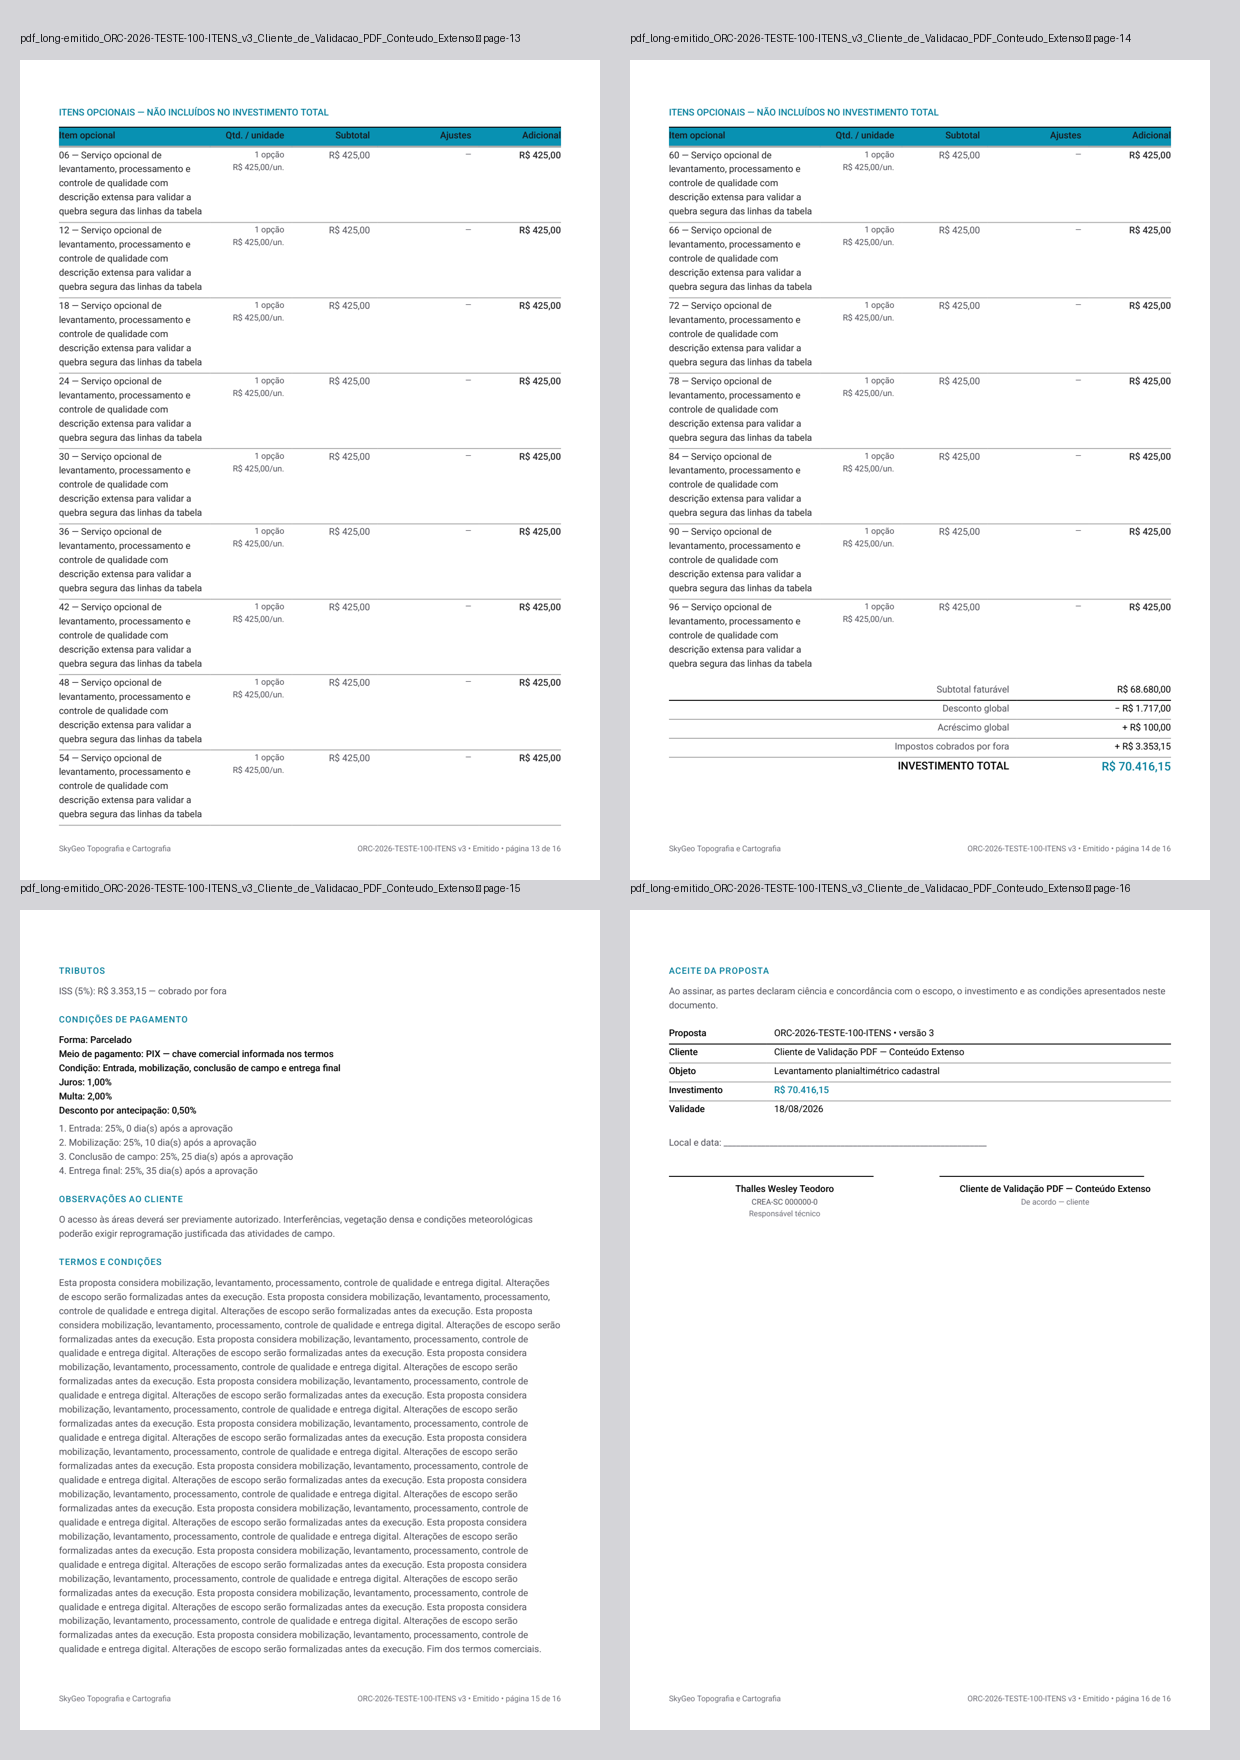 pdf_long-emitido_ORC-2026-TESTE-100-ITENS_v3_Cliente_de_Validacao_PDF_Conteudo_Extenso page-13
ITENS OPCIONAIS — NÃO INCLUÍDOS NO INVESTIMENTO TOTAL
Item opcional Qtd. / unidade Subtotal Ajustes Adicional
06 — Serviço opcional de 1 opção R$ 425,00 — R$ 425,00
levantamento, processamento e R$ 425,00/un.
controle de qualidade com
descrição extensa para validar a
quebra segura das linhas da tabela
12 — Serviço opcional de 1 opção R$ 425,00 — R$ 425,00
levantamento, processamento e R$ 425,00/un.
controle de qualidade com
descrição extensa para validar a
quebra segura das linhas da tabela
18 — Serviço opcional de 1 opção R$ 425,00 — R$ 425,00
levantamento, processamento e R$ 425,00/un.
controle de qualidade com
descrição extensa para validar a
quebra segura das linhas da tabela
24 — Serviço opcional de 1 opção R$ 425,00 — R$ 425,00
levantamento, processamento e R$ 425,00/un.
controle de qualidade com
descrição extensa para validar a
quebra segura das linhas da tabela
30 — Serviço opcional de 1 opção R$ 425,00 — R$ 425,00
levantamento, processamento e R$ 425,00/un.
controle de qualidade com
descrição extensa para validar a
quebra segura das linhas da tabela
36 — Serviço opcional de 1 opção R$ 425,00 — R$ 425,00
levantamento, processamento e R$ 425,00/un.
controle de qualidade com
descrição extensa para validar a
quebra segura das linhas da tabela
42 — Serviço opcional de 1 opção R$ 425,00 — R$ 425,00
levantamento, processamento e R$ 425,00/un.
controle de qualidade com
descrição extensa para validar a
quebra segura das linhas da tabela
48 — Serviço opcional de 1 opção R$ 425,00 — R$ 425,00
levantamento, processamento e R$ 425,00/un.
controle de qualidade com
descrição extensa para validar a
quebra segura das linhas da tabela
54 — Serviço opcional de 1 opção R$ 425,00 — R$ 425,00
levantamento, processamento e R$ 425,00/un.
controle de qualidade com
descrição extensa para validar a
quebra segura das linhas da tabela
SkyGeo Topografia e Cartografia ORC-2026-TESTE-100-ITENS v3 • Emitido • página 13 de 16
pdf_long-emitido_ORC-2026-TESTE-100-ITENS_v3_Cliente_de_Validacao_PDF_Conteudo_Extenso page-14
ITENS OPCIONAIS — NÃO INCLUÍDOS NO INVESTIMENTO TOTAL
Item opcional Qtd. / unidade Subtotal Ajustes Adicional
60 — Serviço opcional de 1 opção R$ 425,00 — R$ 425,00
levantamento, processamento e R$ 425,00/un.
controle de qualidade com
descrição extensa para validar a
quebra segura das linhas da tabela
66 — Serviço opcional de 1 opção R$ 425,00 — R$ 425,00
levantamento, processamento e R$ 425,00/un.
controle de qualidade com
descrição extensa para validar a
quebra segura das linhas da tabela
72 — Serviço opcional de 1 opção R$ 425,00 — R$ 425,00
levantamento, processamento e R$ 425,00/un.
controle de qualidade com
descrição extensa para validar a
quebra segura das linhas da tabela
78 — Serviço opcional de 1 opção R$ 425,00 — R$ 425,00
levantamento, processamento e R$ 425,00/un.
controle de qualidade com
descrição extensa para validar a
quebra segura das linhas da tabela
84 — Serviço opcional de 1 opção R$ 425,00 — R$ 425,00
levantamento, processamento e R$ 425,00/un.
controle de qualidade com
descrição extensa para validar a
quebra segura das linhas da tabela
90 — Serviço opcional de 1 opção R$ 425,00 — R$ 425,00
levantamento, processamento e R$ 425,00/un.
controle de qualidade com
descrição extensa para validar a
quebra segura das linhas da tabela
96 — Serviço opcional de 1 opção R$ 425,00 — R$ 425,00
levantamento, processamento e R$ 425,00/un.
controle de qualidade com
descrição extensa para validar a
quebra segura das linhas da tabela
Subtotal faturável R$ 68.680,00
Desconto global − R$ 1.717,00
Acréscimo global + R$ 100,00
Impostos cobrados por fora + R$ 3.353,15
INVESTIMENTO TOTAL R$ 70.416,15
SkyGeo Topografia e Cartografia ORC-2026-TESTE-100-ITENS v3 • Emitido • página 14 de 16
pdf_long-emitido_ORC-2026-TESTE-100-ITENS_v3_Cliente_de_Validacao_PDF_Conteudo_Extenso page-15
TRIBUTOS
ISS (5%): R$ 3.353,15 — cobrado por fora
CONDIÇÕES DE PAGAMENTO
Forma: Parcelado
Meio de pagamento: PIX — chave comercial informada nos termos
Condição: Entrada, mobilização, conclusão de campo e entrega final
Juros: 1,00%
Multa: 2,00%
Desconto por antecipação: 0,50%
1. Entrada: 25%, 0 dia(s) após a aprovação
2. Mobilização: 25%, 10 dia(s) após a aprovação
3. Conclusão de campo: 25%, 25 dia(s) após a aprovação
4. Entrega final: 25%, 35 dia(s) após a aprovação
OBSERVAÇÕES AO CLIENTE
O acesso às áreas deverá ser previamente autorizado. Interferências, vegetação densa e condições meteorológicas
poderão exigir reprogramação justificada das atividades de campo.
TERMOS E CONDIÇÕES
Esta proposta considera mobilização, levantamento, processamento, controle de qualidade e entrega digital. Alterações
de escopo serão formalizadas antes da execução. Esta proposta considera mobilização, levantamento, processamento,
controle de qualidade e entrega digital. Alterações de escopo serão formalizadas antes da execução. Esta proposta
considera mobilização, levantamento, processamento, controle de qualidade e entrega digital. Alterações de escopo serão
formalizadas antes da execução. Esta proposta considera mobilização, levantamento, processamento, controle de
qualidade e entrega digital. Alterações de escopo serão formalizadas antes da execução. Esta proposta considera
mobilização, levantamento, processamento, controle de qualidade e entrega digital. Alterações de escopo serão
formalizadas antes da execução. Esta proposta considera mobilização, levantamento, processamento, controle de
qualidade e entrega digital. Alterações de escopo serão formalizadas antes da execução. Esta proposta considera
mobilização, levantamento, processamento, controle de qualidade e entrega digital. Alterações de escopo serão
formalizadas antes da execução. Esta proposta considera mobilização, levantamento, processamento, controle de
qualidade e entrega digital. Alterações de escopo serão formalizadas antes da execução. Esta proposta considera
mobilização, levantamento, processamento, controle de qualidade e entrega digital. Alterações de escopo serão
formalizadas antes da execução. Esta proposta considera mobilização, levantamento, processamento, controle de
qualidade e entrega digital. Alterações de escopo serão formalizadas antes da execução. Esta proposta considera
mobilização, levantamento, processamento, controle de qualidade e entrega digital. Alterações de escopo serão
formalizadas antes da execução. Esta proposta considera mobilização, levantamento, processamento, controle de
qualidade e entrega digital. Alterações de escopo serão formalizadas antes da execução. Esta proposta considera
mobilização, levantamento, processamento, controle de qualidade e entrega digital. Alterações de escopo serão
formalizadas antes da execução. Esta proposta considera mobilização, levantamento, processamento, controle de
qualidade e entrega digital. Alterações de escopo serão formalizadas antes da execução. Esta proposta considera
mobilização, levantamento, processamento, controle de qualidade e entrega digital. Alterações de escopo serão
formalizadas antes da execução. Esta proposta considera mobilização, levantamento, processamento, controle de
qualidade e entrega digital. Alterações de escopo serão formalizadas antes da execução. Esta proposta considera
mobilização, levantamento, processamento, controle de qualidade e entrega digital. Alterações de escopo serão
formalizadas antes da execução. Esta proposta considera mobilização, levantamento, processamento, controle de
qualidade e entrega digital. Alterações de escopo serão formalizadas antes da execução. Fim dos termos comerciais.
SkyGeo Topografia e Cartografia ORC-2026-TESTE-100-ITENS v3 • Emitido • página 15 de 16
pdf_long-emitido_ORC-2026-TESTE-100-ITENS_v3_Cliente_de_Validacao_PDF_Conteudo_Extenso page-16
ACEITE DA PROPOSTA
Ao assinar, as partes declaram ciência e concordância com o escopo, o investimento e as condições apresentados neste
documento.
Proposta ORC-2026-TESTE-100-ITENS • versão 3
Cliente Cliente de Validação PDF — Conteúdo Extenso
Objeto Levantamento planialtimétrico cadastral
Investimento R$ 70.416,15
Validade 18/08/2026
Local e data:
Thalles Wesley Teodoro Cliente de Validação PDF — Conteúdo Extenso
CREA-SC 000000-0 De acordo — cliente
Responsável técnico
SkyGeo Topografia e Cartografia ORC-2026-TESTE-100-ITENS v3 • Emitido • página 16 de 16